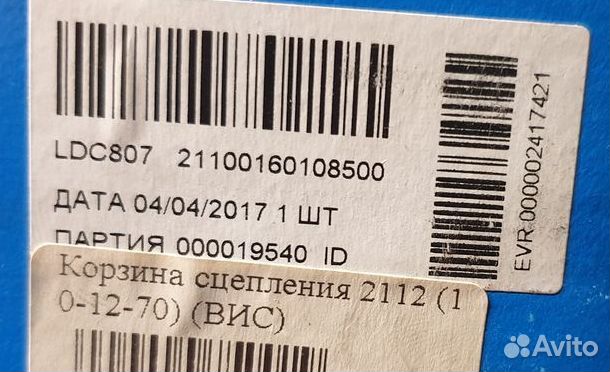 LDC807 21100160108500
ДАТА 04/04/2017 1 ШТ
ПАРТИЯ 000019540 ID
EVR:000002417421
Корзина сцепления 2112 (1
0-12-70) (ВИС)
Avito